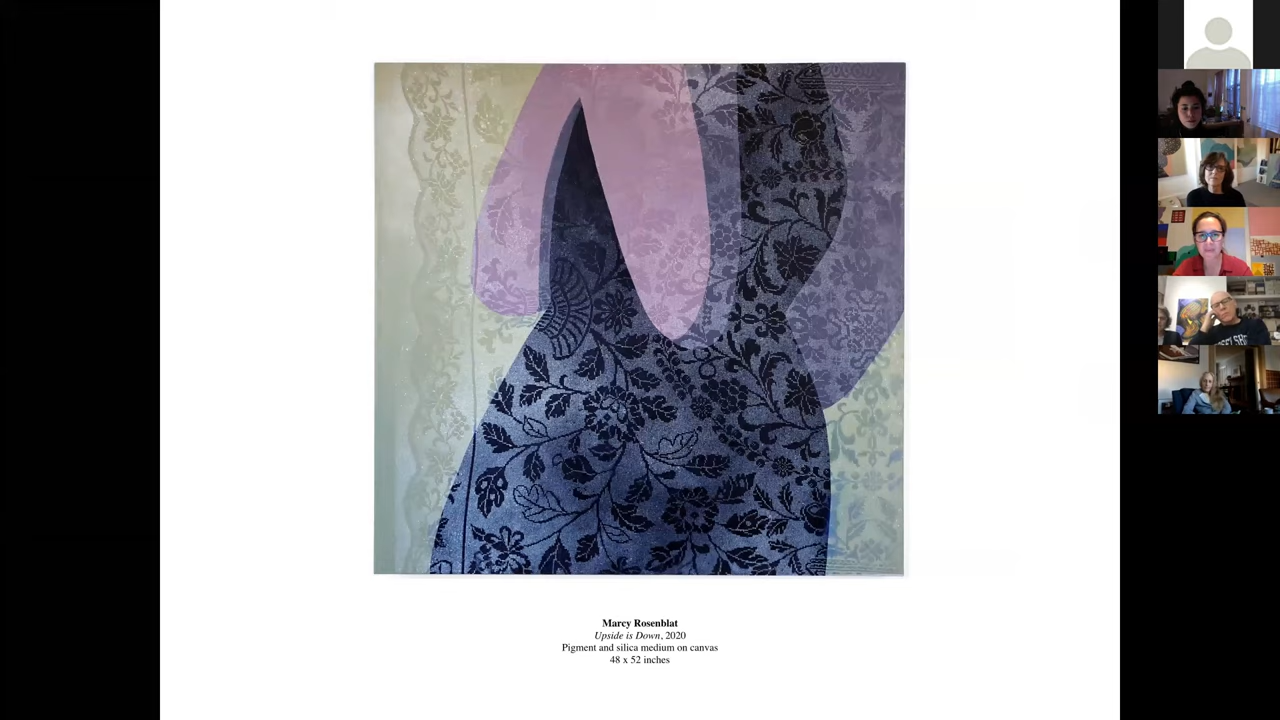 Marcy Rosenblat
Upside is Down, 2020
Pigment and silica medium on canvas
48 x 52 inches